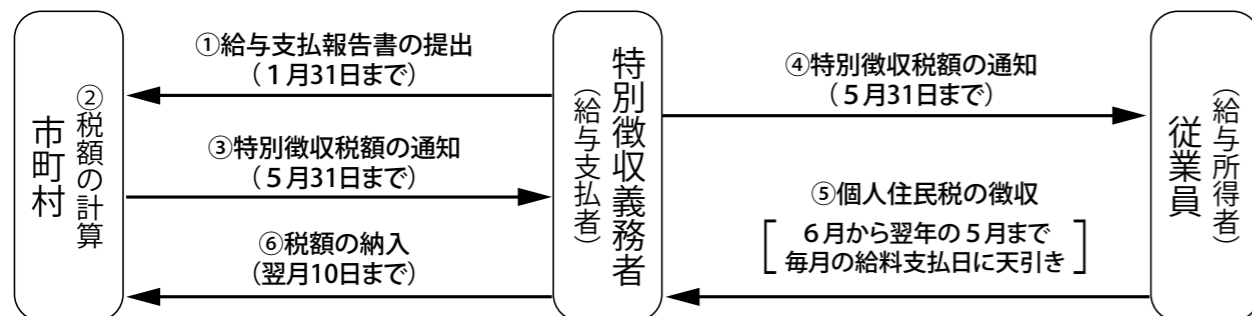 市町村
②税額の計算
①給与支払報告書の提出
（１月31日まで）
③特別徴収税額の通知
（５月31日まで）
⑥税額の納入
（翌月10日まで）
特別徴収義務者
（給与支払者）
④特別徴収税額の通知
（５月31日まで）
⑤個人住民税の徴収
［６月から翌年の５月まで
毎月の給料支払日に天引き］
従業員
（給与所得者）